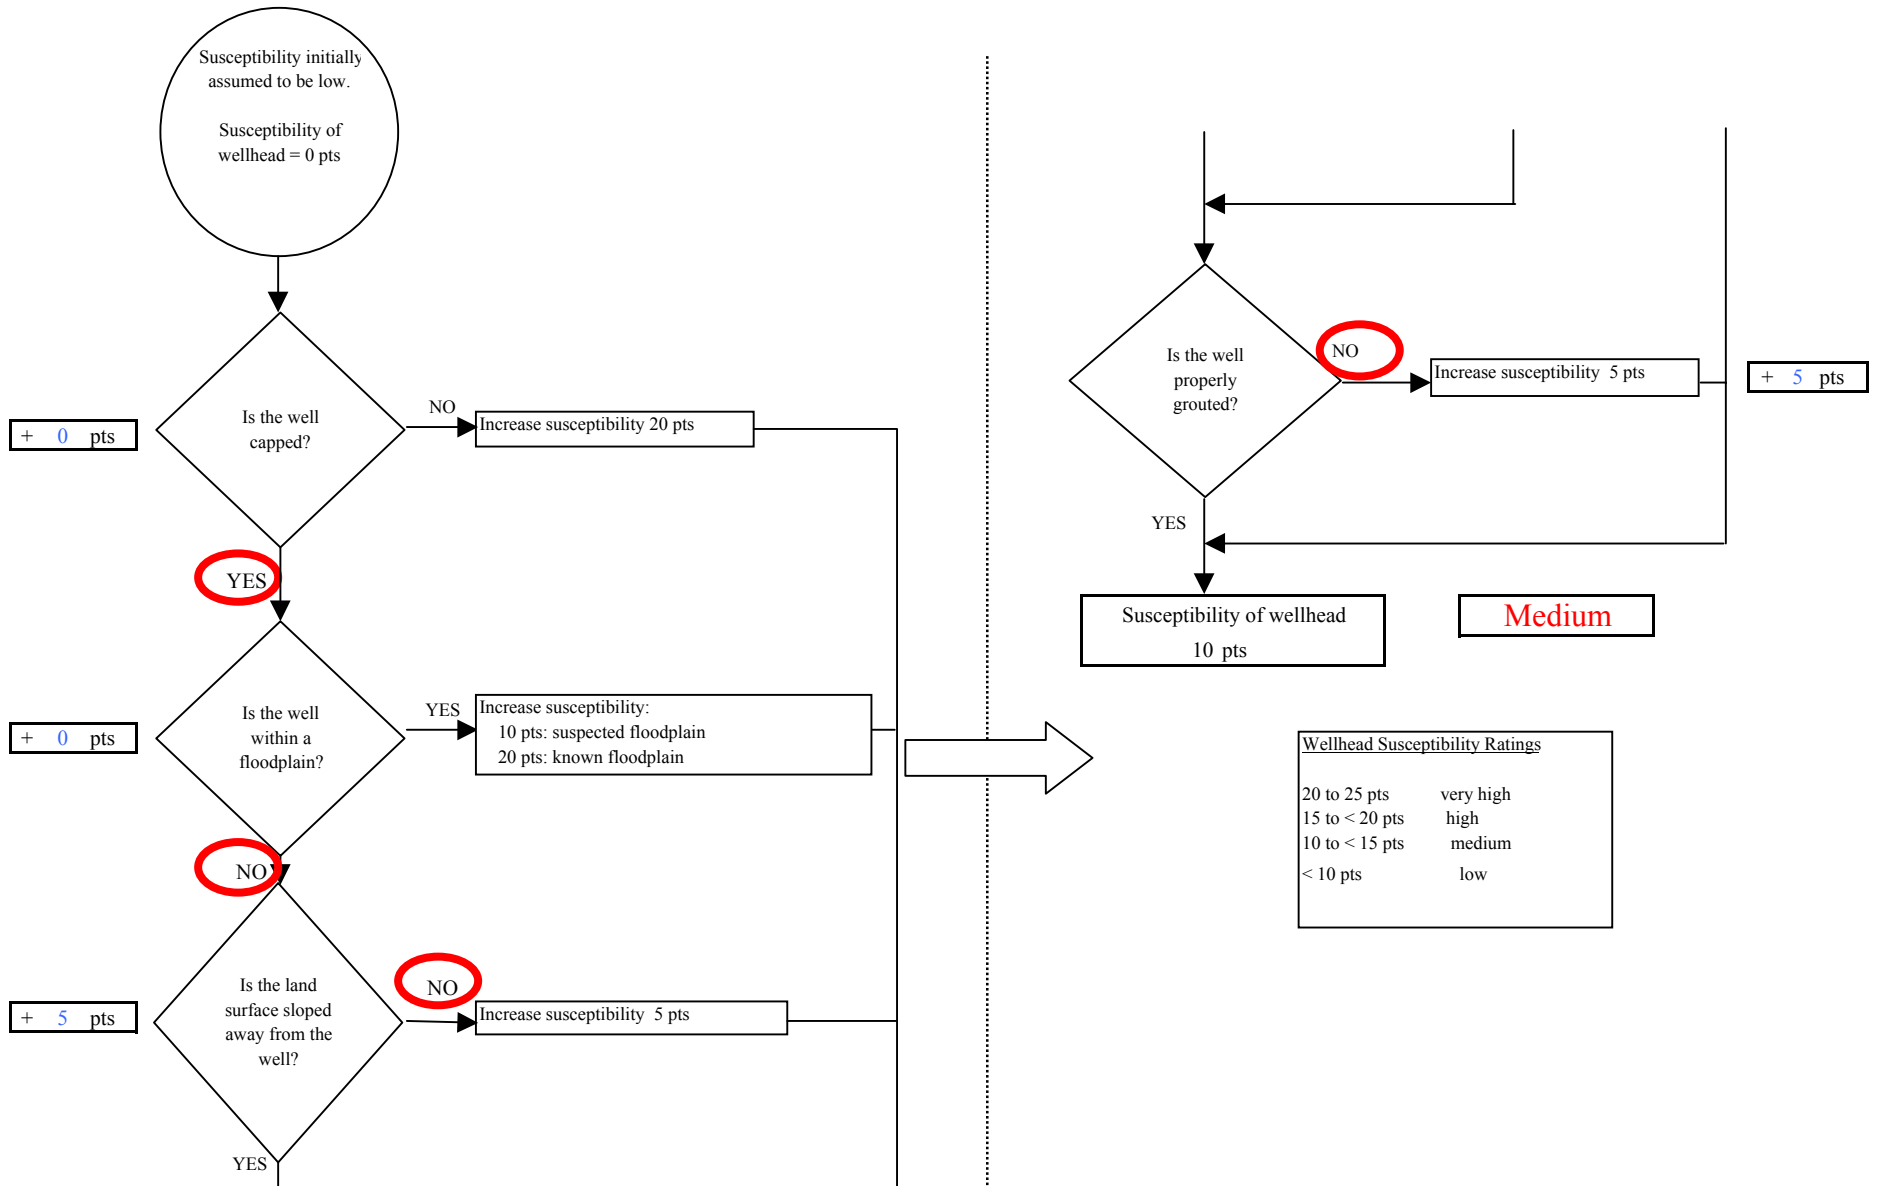 Susceptibility initially
assumed to be low.
Susceptibility of
wellhead = 0 pts
Is the well
capped?
NO
Increase susceptibility 20 pts
+ 0 pts
YES
Is the well
within a
floodplain?
YES
Increase susceptibility:
10 pts: suspected floodplain
20 pts: known floodplain
+ 0 pts
NO
Is the land
surface sloped
away from the
well?
NO
Increase susceptibility 5 pts
+ 5 pts
YES
Is the well
properly
grouted?
NO
Increase susceptibility 5 pts
+ 5 pts
YES
Susceptibility of wellhead
10 pts
Medium
Wellhead Susceptibility Ratings
20 to 25 pts very high
15 to < 20 pts high
10 to < 15 pts medium
< 10 pts low